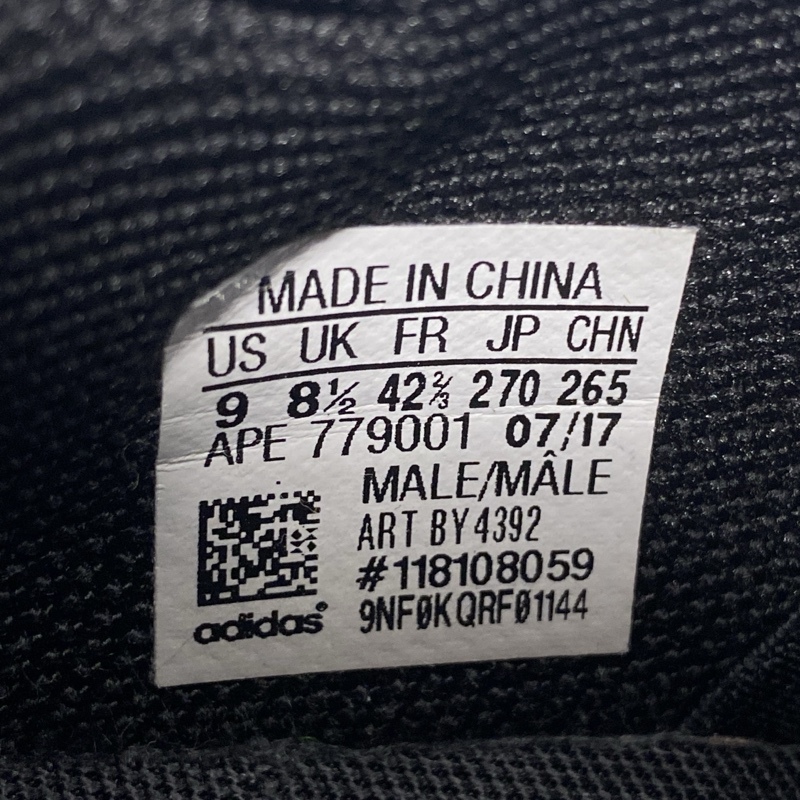 MADE IN CHINA
US UK FR JP CHN
9 8½ 42⅔ 270 265
APE 779001 07/17
MALE/MÂLE
ART BY4392
#118108059
9NF0KQRF01144
adidas®